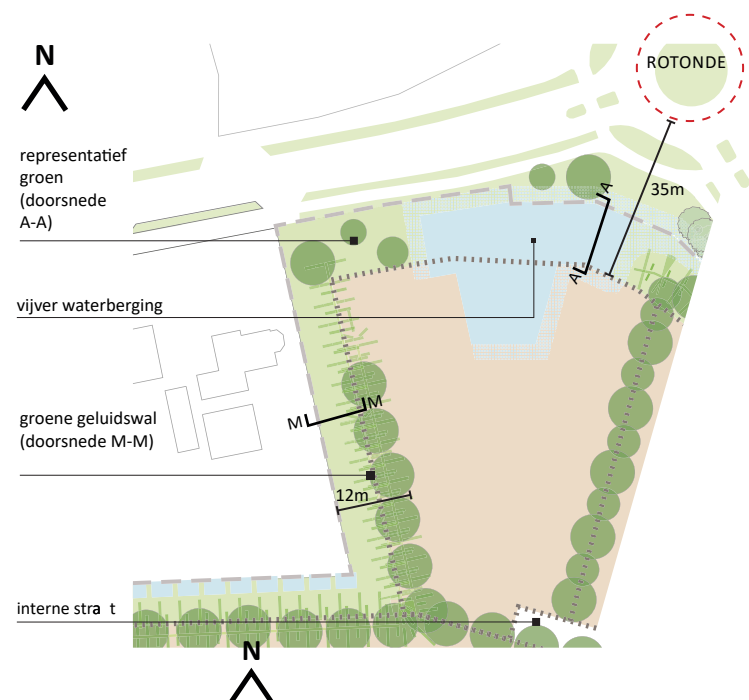 N
ROTONDE
representatief
groen
(doorsnede
A-A)
A
35m
A
vijver waterberging
M
M
groene geluidswal
(doorsnede M-M)
12m
interne stra t
N